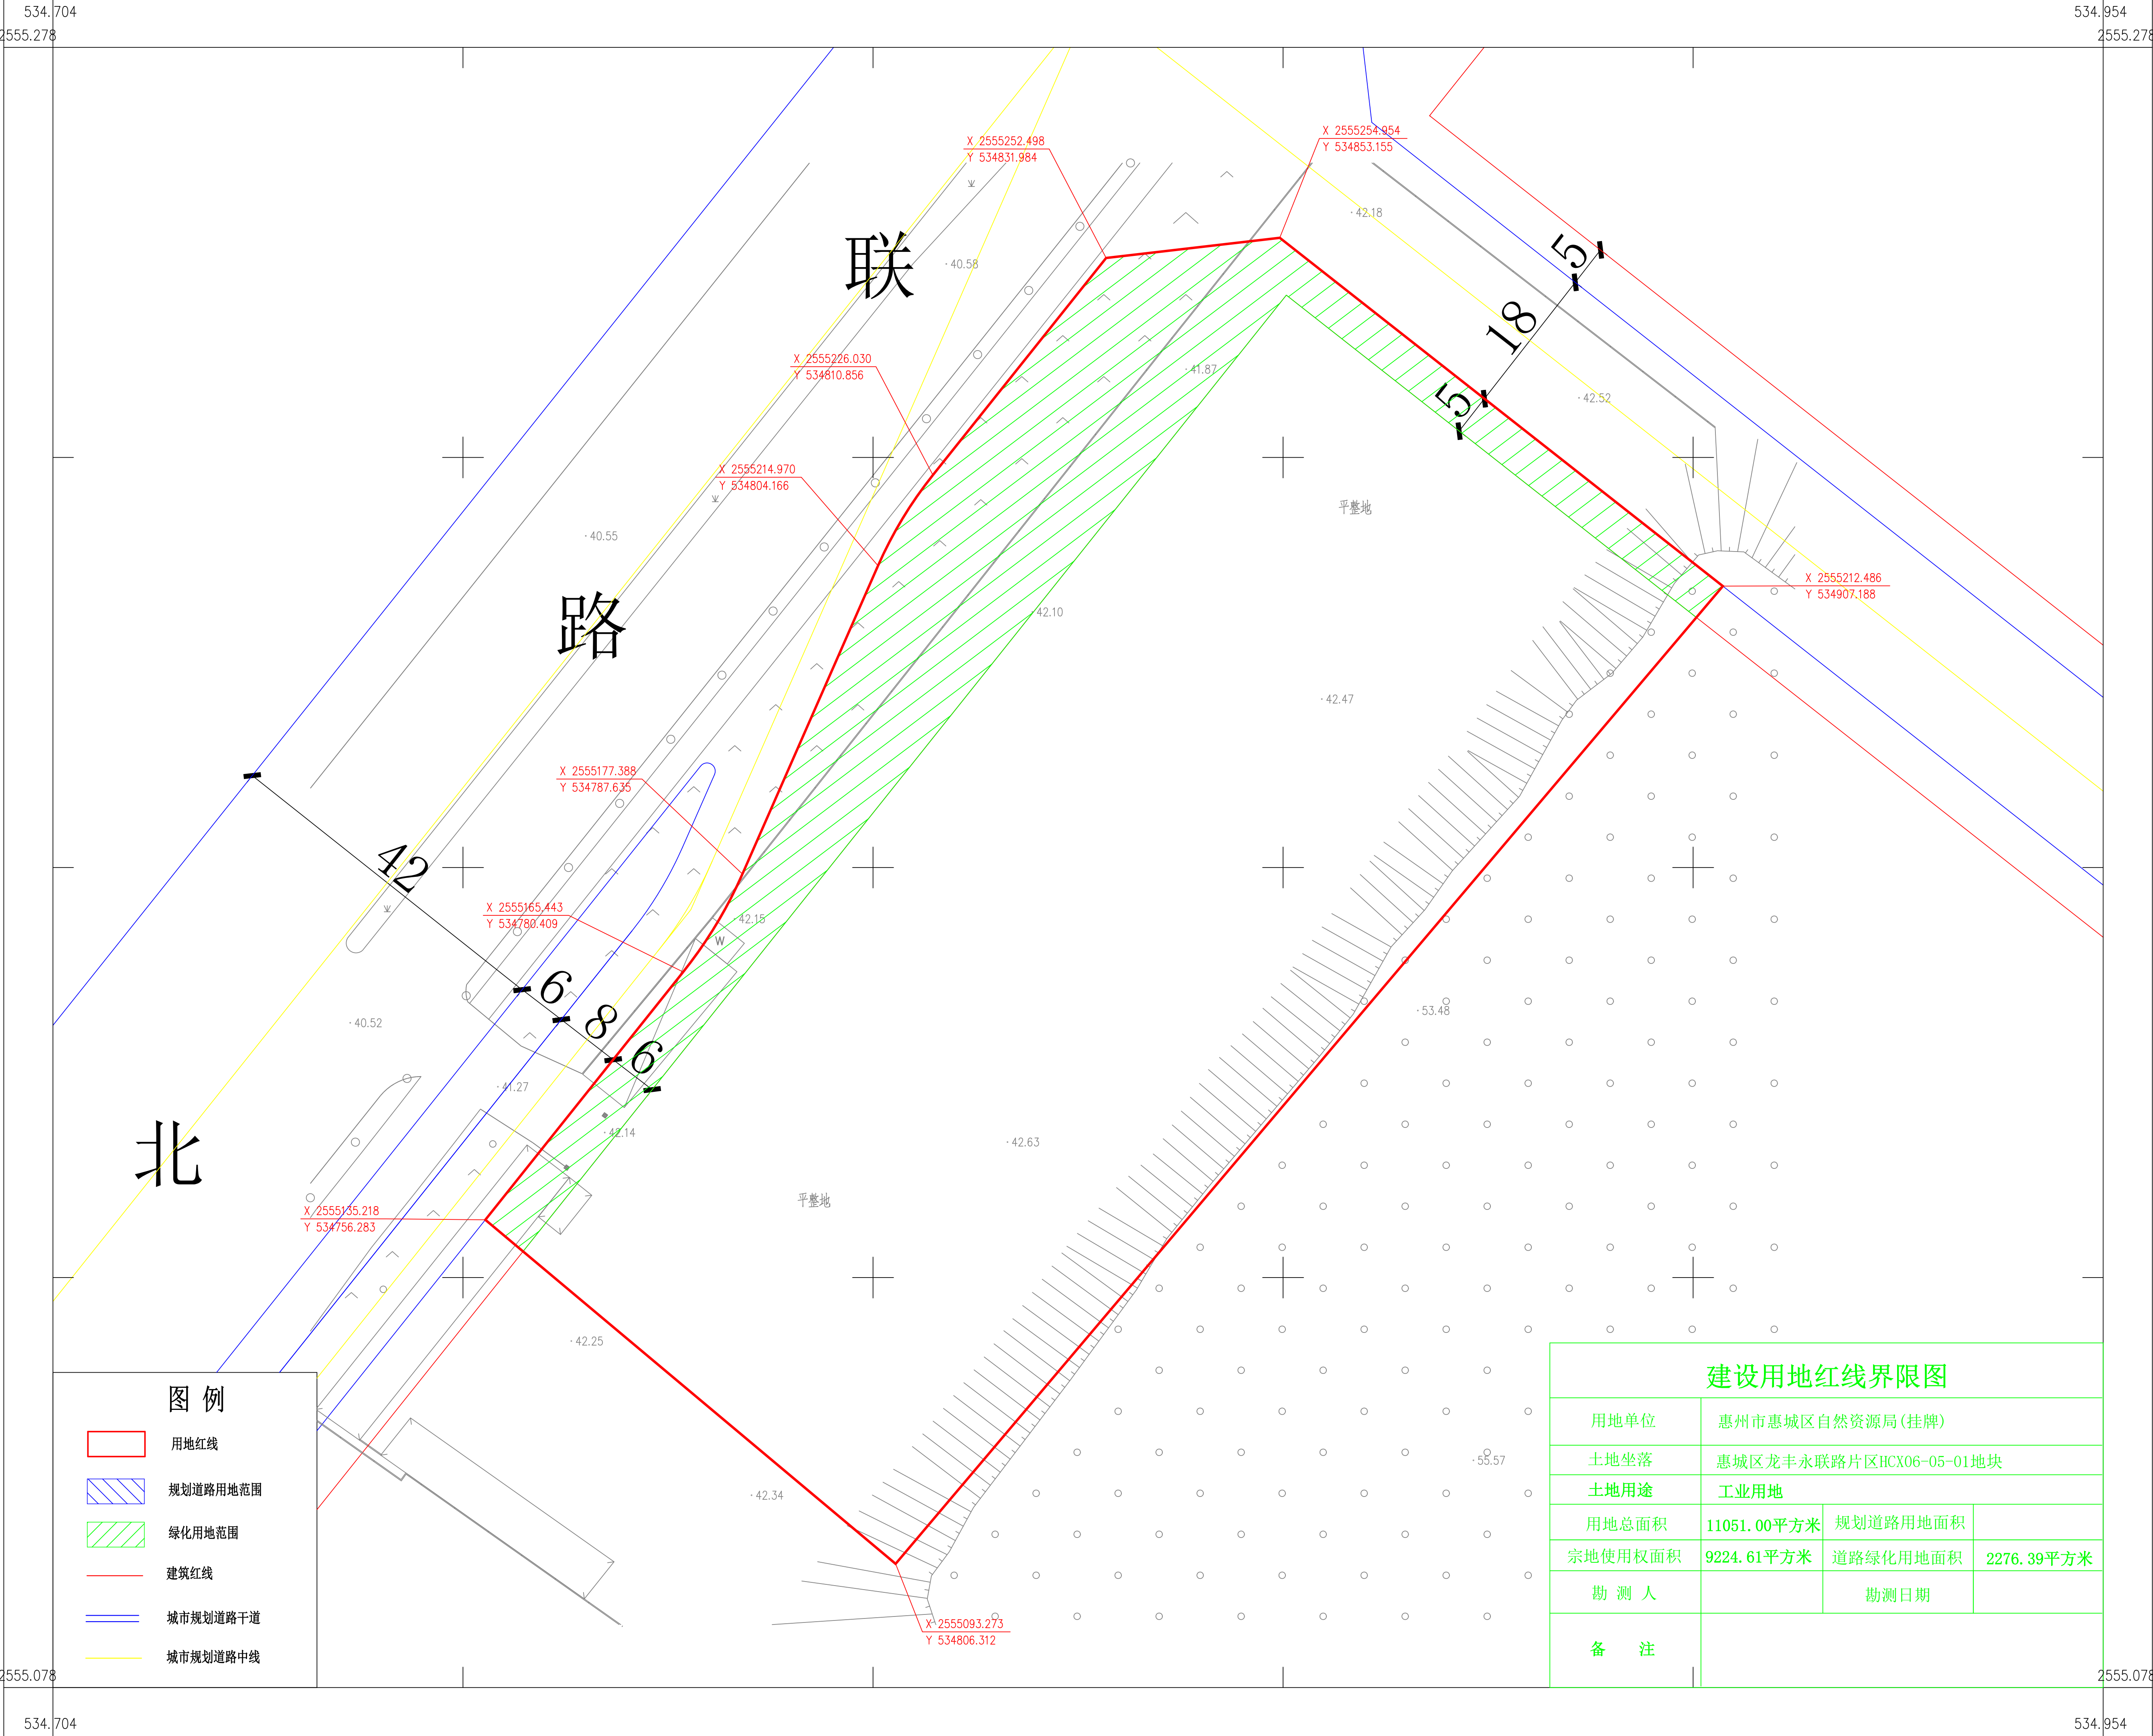 534.704
534.954
2555.278
2555.278
X 2555252.498
Y 534831.984
X 2555254.954
Y 534853.155
42.18
联
40.58
5
18
5
X 2555226.030
Y 534810.856
41.87
42.52
X 2555214.970
Y 534804.166
平整地
40.55
路
42.10
X 2555212.486
Y 534907.188
42.47
X 2555177.388
Y 534787.635
42
X 2555165.443
Y 534780.409
42.15
W
6
8
6
40.52
53.48
41.27
42.14
42.63
北
平整地
X 2555135.218
Y 534756.283
42.25
55.57
42.34
X 2555093.273
Y 534806.312
图 例
用地红线
规划道路用地范围
绿化用地范围
建筑红线
城市规划道路干道
城市规划道路中线
建设用地红线界限图
用地单位 惠州市惠城区自然资源局(挂牌)
土地坐落 惠城区龙丰永联路片区HCX06-05-01地块
土地用途 工业用地
用地总面积 11051.00平方米 规划道路用地面积
宗地使用权面积 9224.61平方米 道路绿化用地面积 2276.39平方米
勘 测 人 勘测日期
备 注
2555.078
2555.078
534.704
534.954